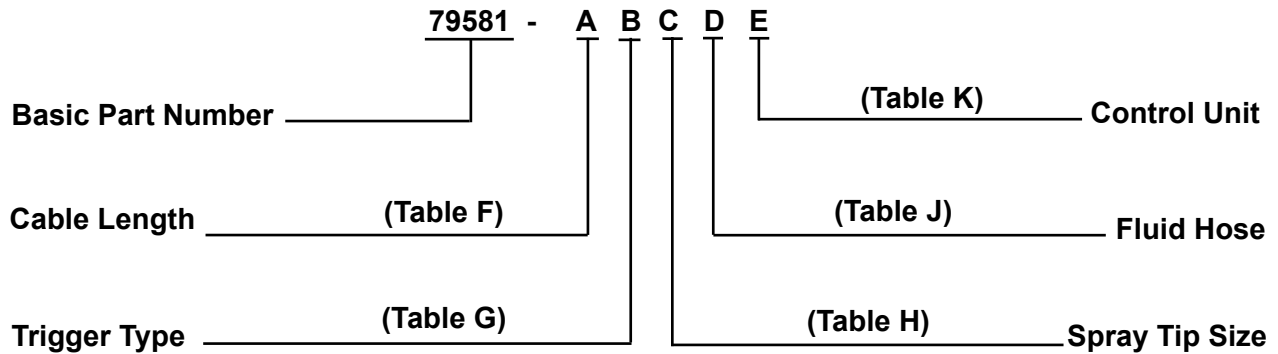 79581 - A B C D E
Basic Part Number
(Table K) Control Unit
Cable Length (Table F)
(Table J) Fluid Hose
Trigger Type (Table G)
(Table H) Spray Tip Size